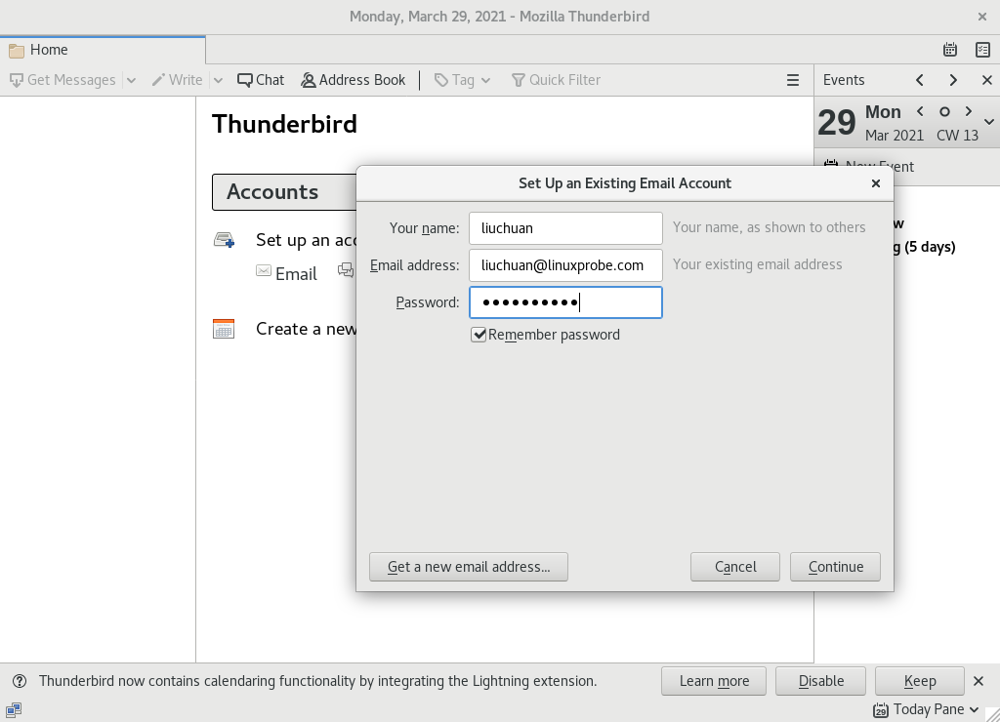 Monday, March 29, 2021 - Mozilla Thunderbird
Home
Get Messages Write Chat Address Book Tag Quick Filter
Events
29 Mon
Mar 2021 CW 13
New Event
Thunderbird
Accounts
Set up an acc
Email
Create a new
Set Up an Existing Email Account
Your name: liuchuan Your name, as shown to others
Email address: liuchuan@linuxprobe.com Your existing email address
Password: ••••••••••
Remember password
Get a new email address... Cancel Continue
(5 days)
Thunderbird now contains calendaring functionality by integrating the Lightning extension. Learn more Disable Keep
29 Today Pane